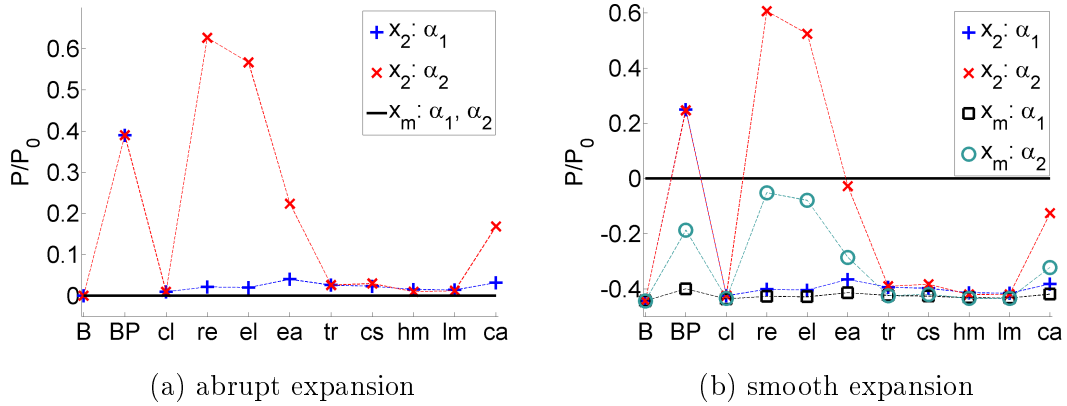 x₂: α₁
x₂: α₂
xₘ: α₁, α₂
P/P₀
0.6
0.5
0.4
0.3
0.2
0.1
0
B BP cl re el ea tr cs hm lm ca
(a) abrupt expansion
x₂: α₁
x₂: α₂
xₘ: α₁
xₘ: α₂
P/P₀
0.6
0.4
0.2
0
-0.2
-0.4
B BP cl re el ea tr cs hm lm ca
(b) smooth expansion